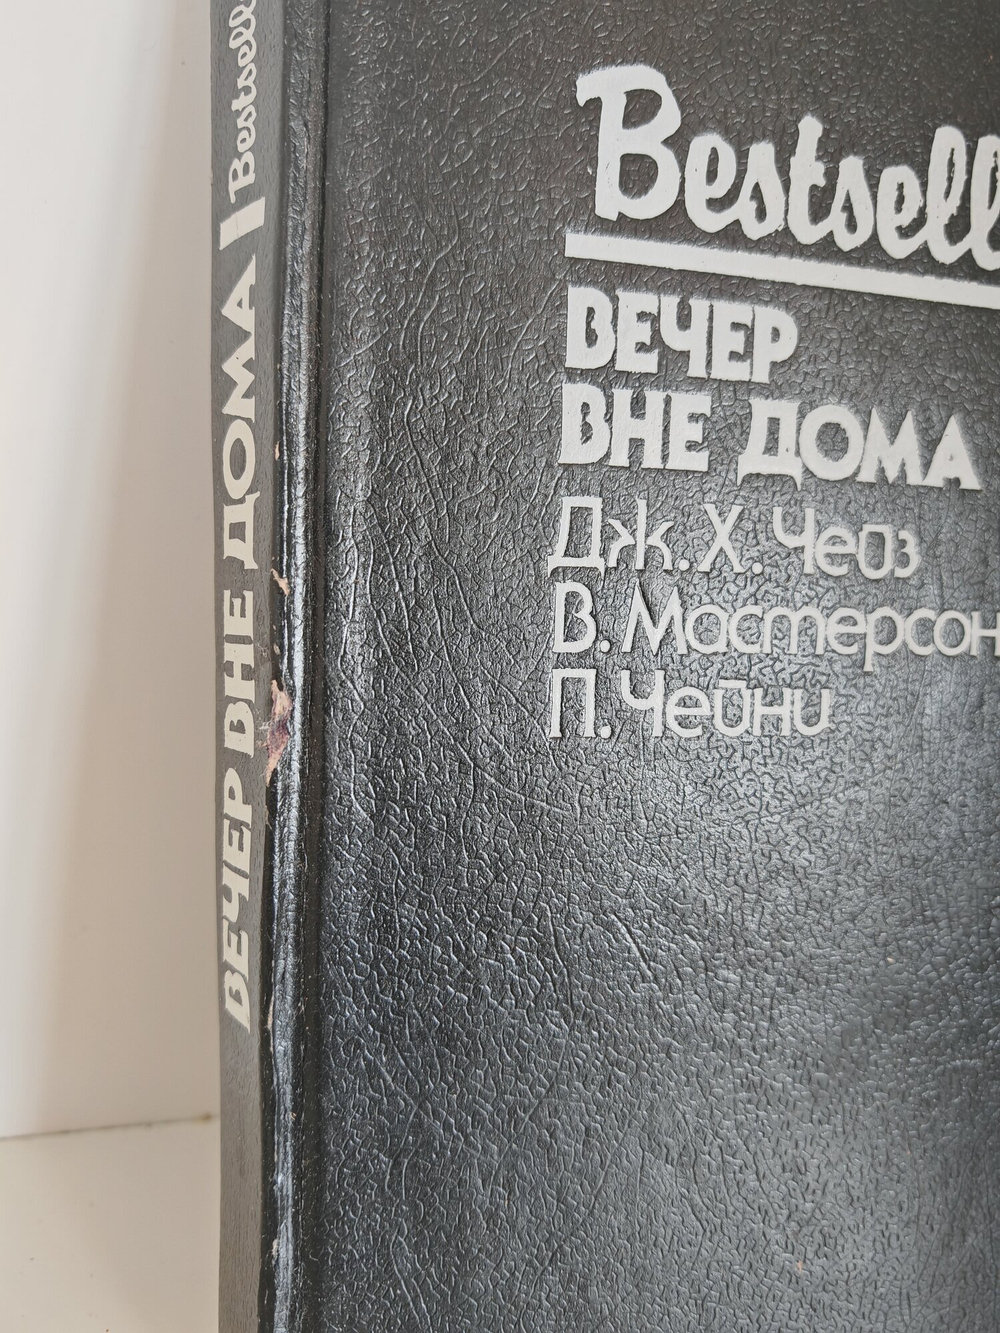 Bestsell
ВЕЧЕР
ВНЕ ДОМА
Дж. Х. Чейз
В. Мастерсон
П. Чейни
ВЕЧЕР ВНЕ ДОМА Bestsell